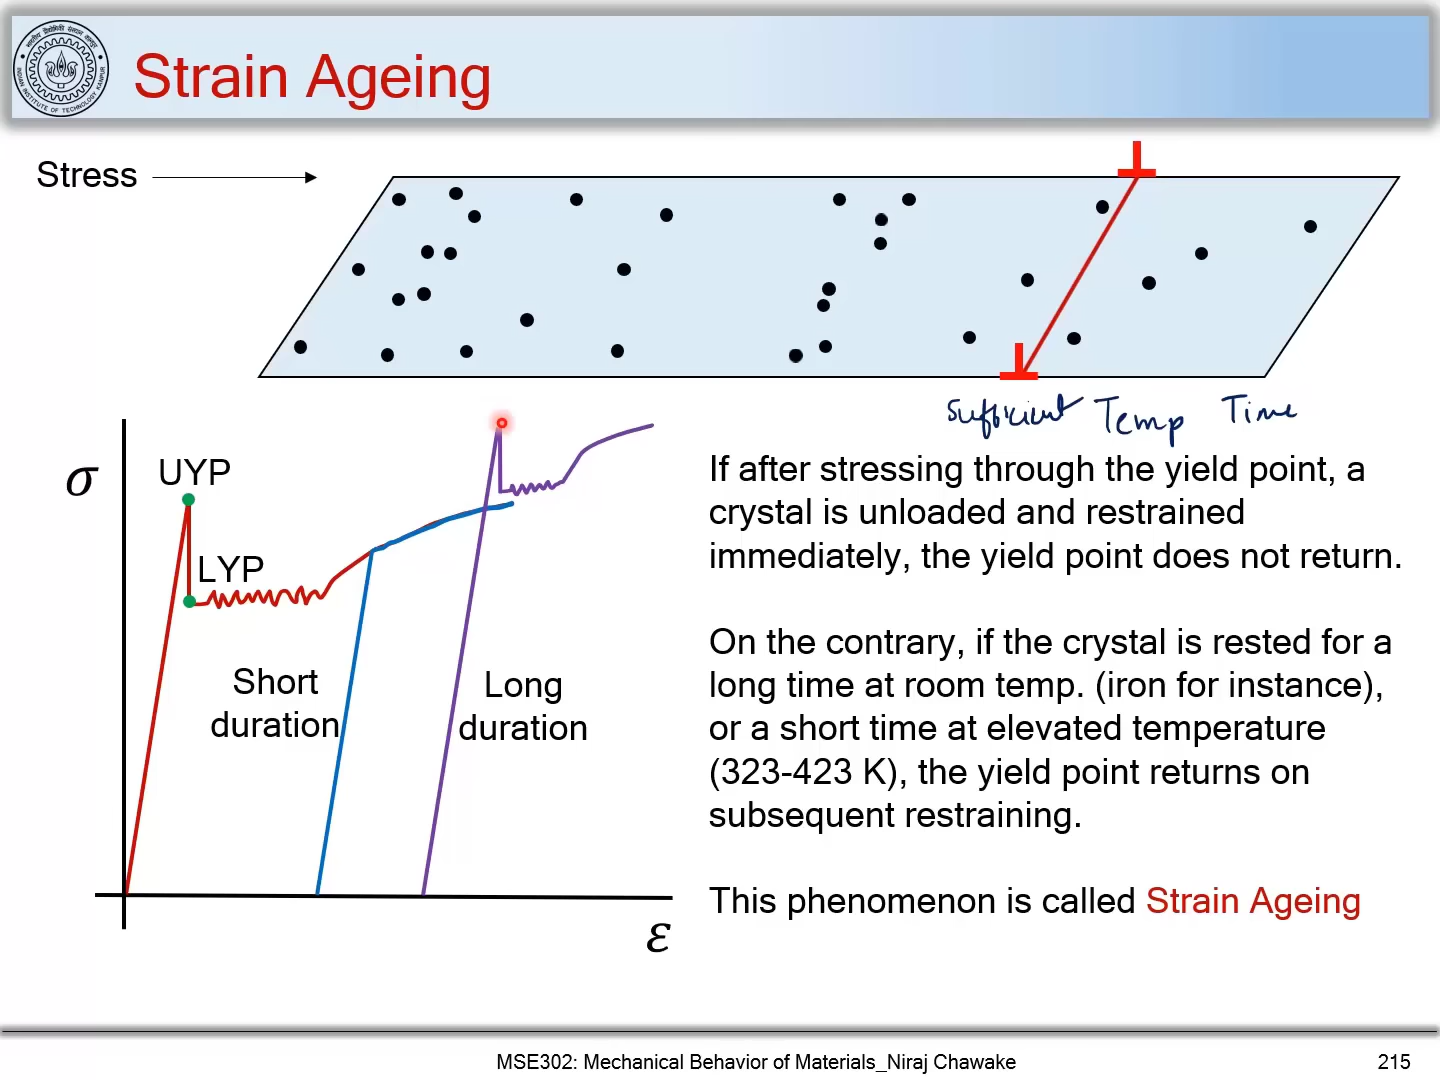 Strain Ageing
Stress
sufficient Temp Time
σ
UYP
LYP
Short
duration
Long
duration
ε
If after stressing through the yield point, a
crystal is unloaded and restrained
immediately, the yield point does not return.
On the contrary, if the crystal is rested for a
long time at room temp. (iron for instance),
or a short time at elevated temperature
(323-423 K), the yield point returns on
subsequent restraining.
This phenomenon is called Strain Ageing
MSE302: Mechanical Behavior of Materials_Niraj Chawake
215